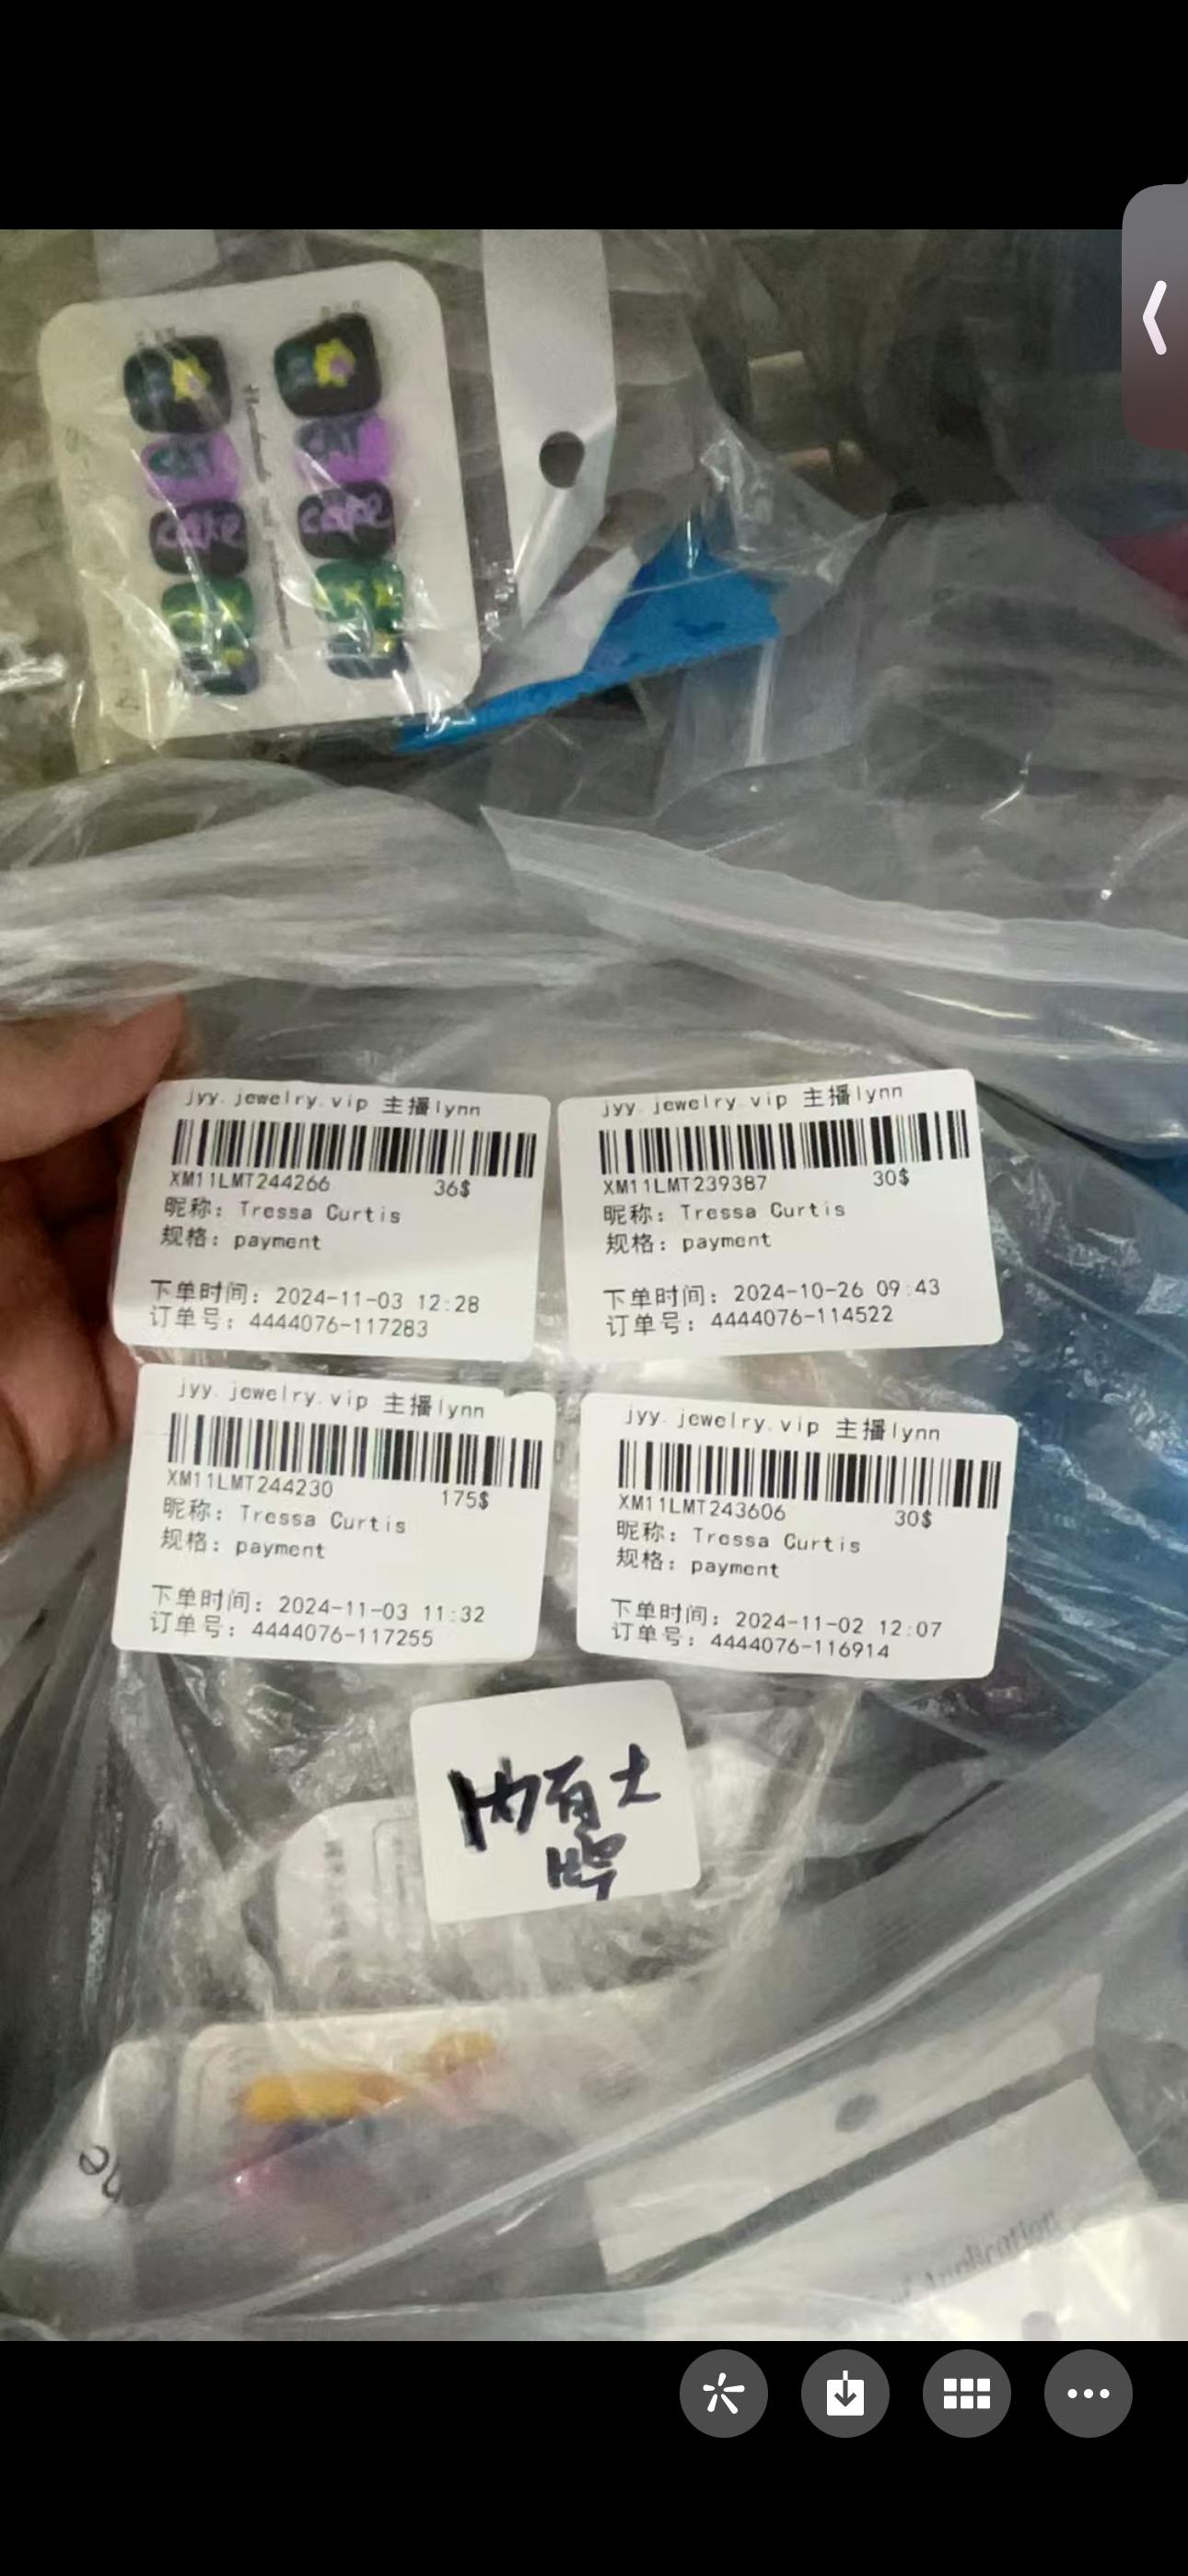 CAT
cake
cake
jyy.jewelry.vip 主播lynn
XM11LMT244266 36$
昵称: Tressa Curtis
规格: payment
下单时间: 2024-11-03 12:28
订单号: 4444076-117283
jyy.jewelry.vip 主播lynn
XM11LMT239387 30$
昵称: Tressa Curtis
规格: payment
下单时间: 2024-10-26 09:43
订单号: 4444076-114522
jyy.jewelry.vip 主播lynn
XM11LMT244230 175$
昵称: Tressa Curtis
规格: payment
下单时间: 2024-11-03 11:32
订单号: 4444076-117255
jyy.jewelry.vip 主播lynn
XM11LMT243606 30$
昵称: Tressa Curtis
规格: payment
下单时间: 2024-11-02 12:07
订单号: 4444076-116914
内有大
牌